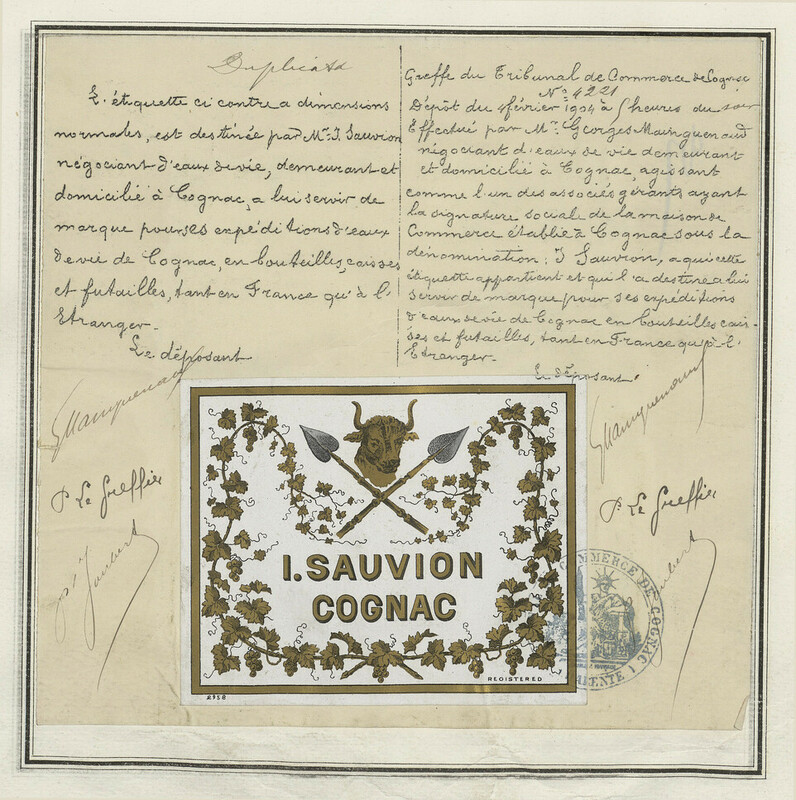 Duplicata
L'étiquette ci contre a dimensions
normales, est destinée par Mr. J. Sauvion
négociant d'eaux de vie, demeurant et
domicilié à Cognac, a lui servir de
marque pour ses expéditions d'eaux
de vie de Cognac, en bouteilles, caisses
et futailles, tant en France qu'à l'
Etranger.
Le déposant
P. Le Greffier
Greffe du Tribunal de Commerce de Cognac
No 4221
Dépôt du 4 février 1904 à 5 heures du soir
Effectué par Mr. Georges Mainguenaud
négociant d'eaux de vie demeurant
et domicilié à Cognac, agissant
comme l'un des associés gérants ayant
la signature sociale de la maison de
Commerce établie à Cognac sous la
dénomination: J Sauvion, a qui cette
étiquette appartient et qui l'a destine a lui
servir de marque pour ses expéditions
d'eaux de vie de Cognac en bouteilles cais-
ses et futailles, tant en France qu'à l'
Etranger.
Le déposant
P. Le Greffier
I. SAUVION
COGNAC
REGISTERED
2958
COMMERCE DE COGNAC